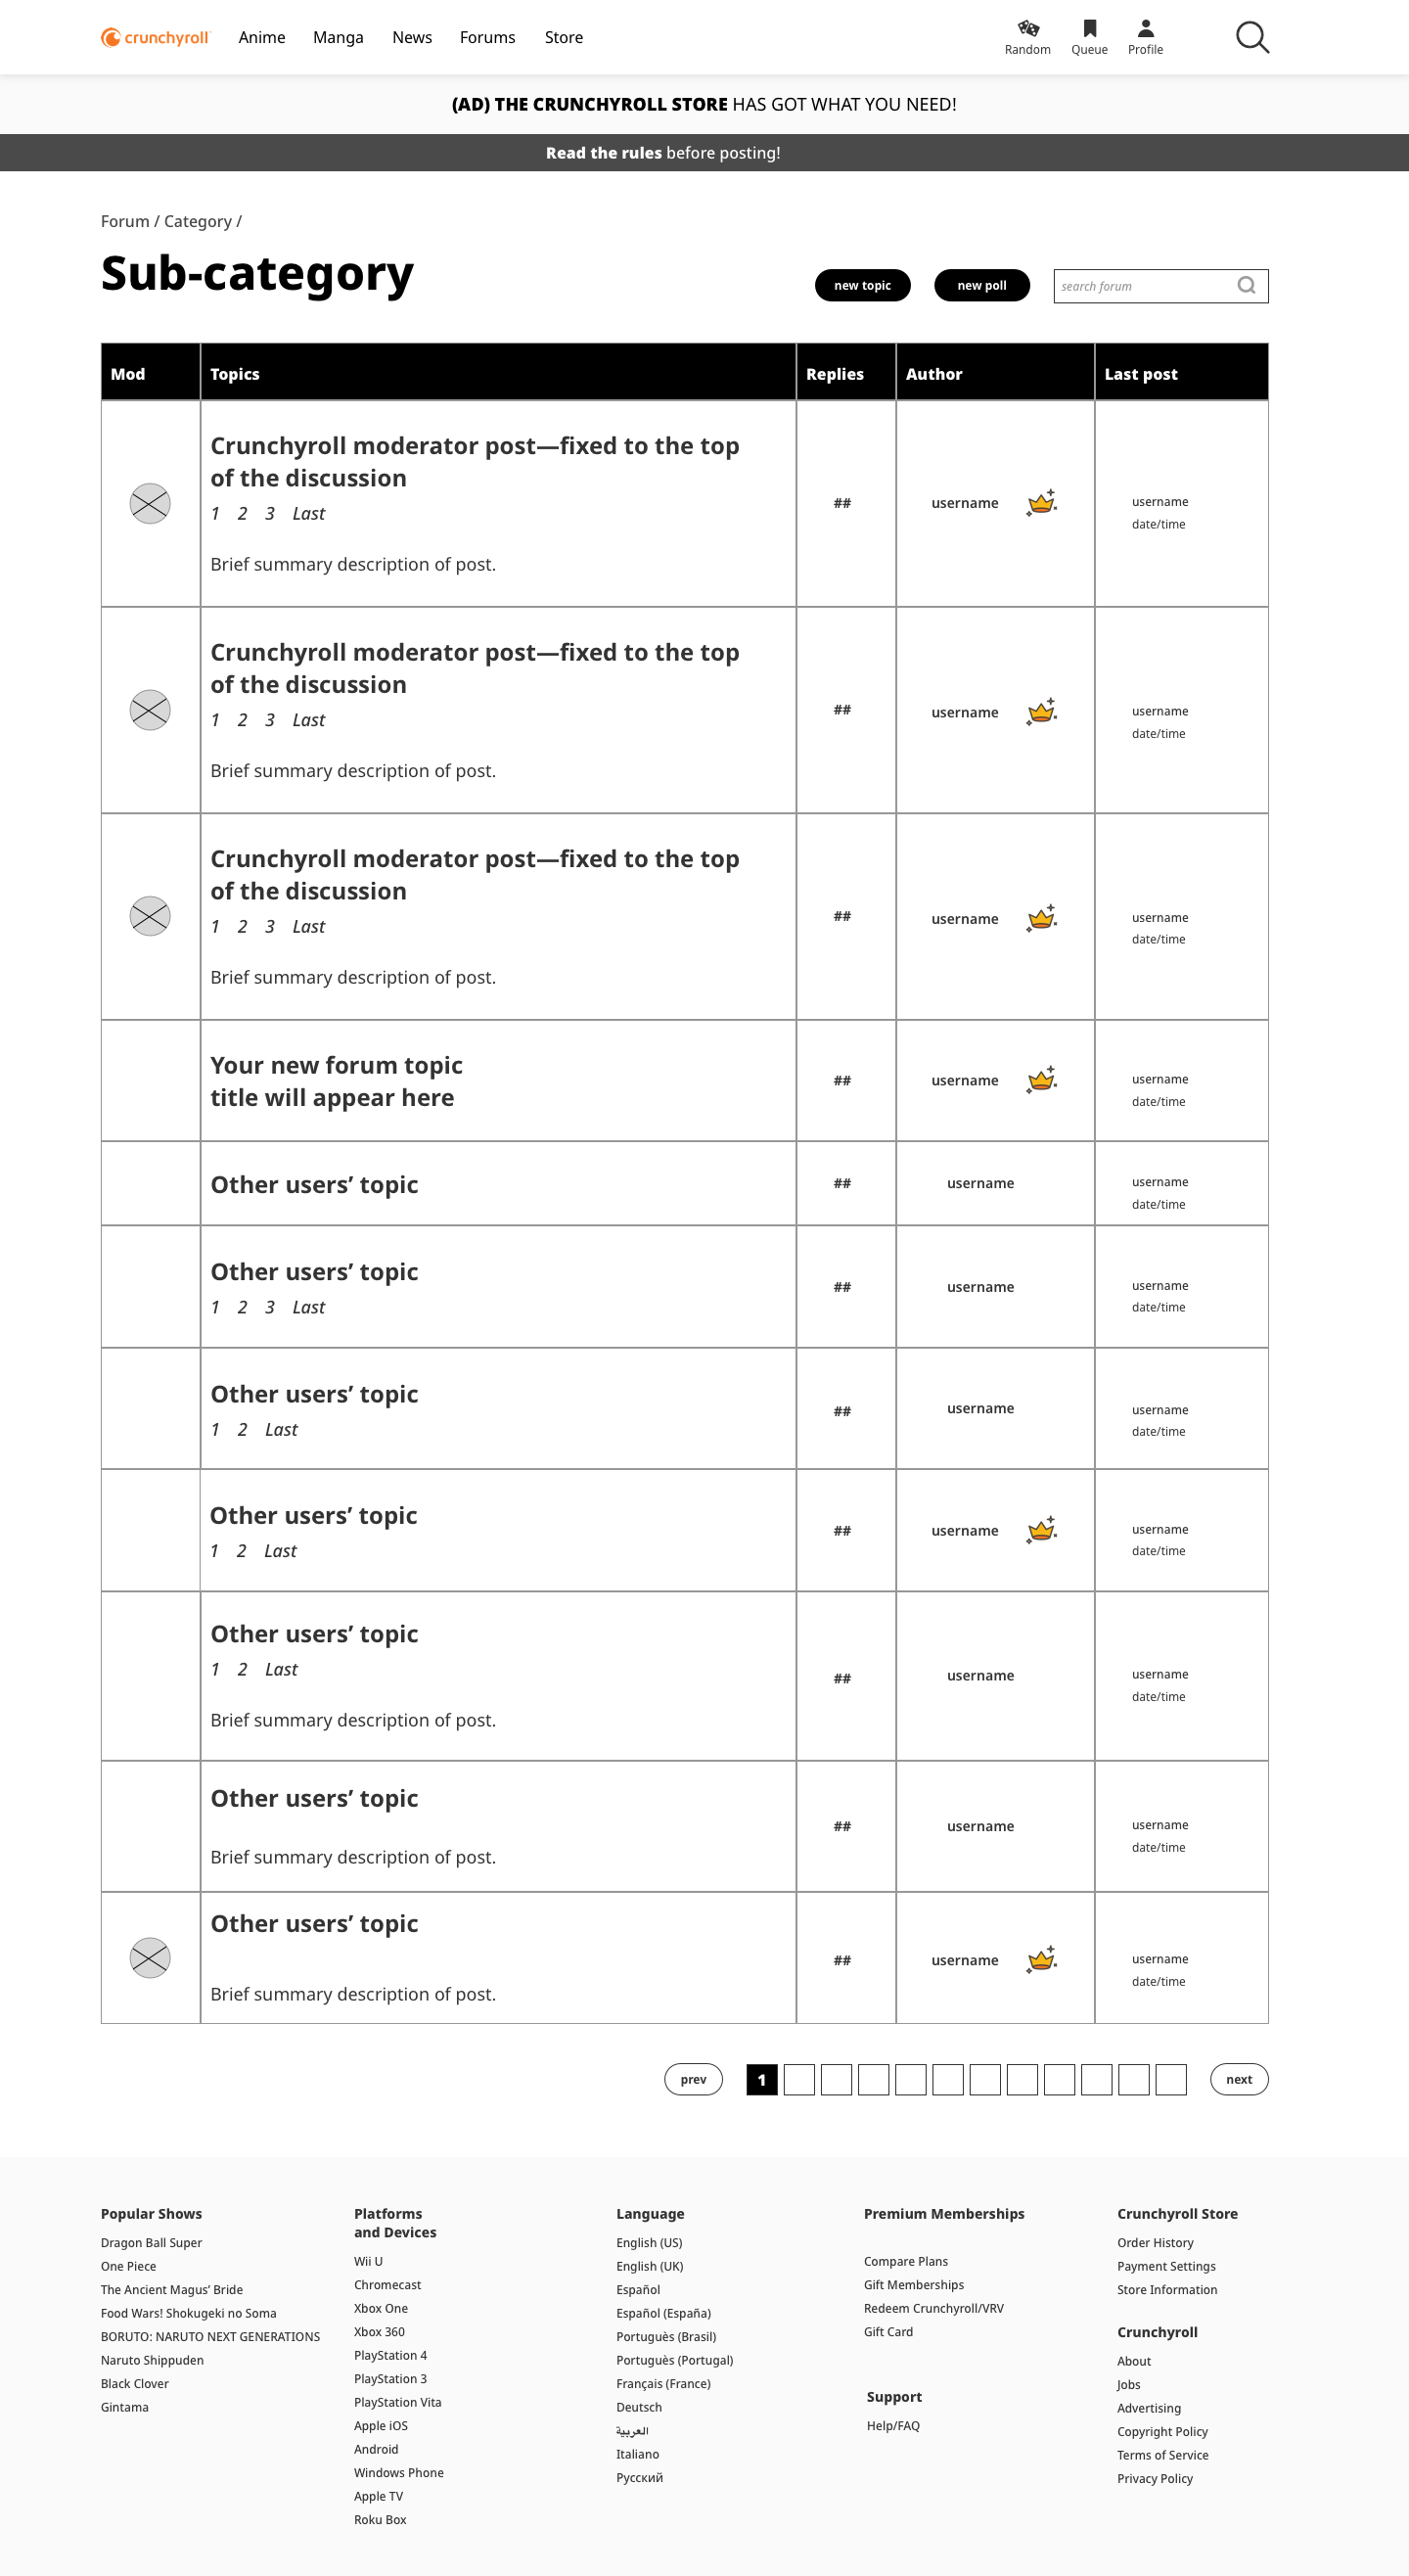 crunchyroll
Anime Manga News Forums Store
Random Queue Profile
(AD) THE CRUNCHYROLL STORE HAS GOT WHAT YOU NEED!
Read the rules before posting!
Forum / Category /
Sub-category
new topic new poll search forum
Mod Topics Replies Author Last post
Crunchyroll moderator post—fixed to the top
of the discussion
1 2 3 Last
Brief summary description of post.
##
username
username
date/time
Crunchyroll moderator post—fixed to the top
of the discussion
1 2 3 Last
Brief summary description of post.
##
username
username
date/time
Crunchyroll moderator post—fixed to the top
of the discussion
1 2 3 Last
Brief summary description of post.
##
username
username
date/time
Your new forum topic
title will appear here
##
username
username
date/time
Other users’ topic
##
username
username
date/time
Other users’ topic
1 2 3 Last
##
username
username
date/time
Other users’ topic
1 2 Last
##
username
username
date/time
Other users’ topic
1 2 Last
##
username
username
date/time
Other users’ topic
1 2 Last
Brief summary description of post.
##
username
username
date/time
Other users’ topic
Brief summary description of post.
##
username
username
date/time
Other users’ topic
Brief summary description of post.
##
username
username
date/time
prev 1 next
Popular Shows
Dragon Ball Super
One Piece
The Ancient Magus’ Bride
Food Wars! Shokugeki no Soma
BORUTO: NARUTO NEXT GENERATIONS
Naruto Shippuden
Black Clover
Gintama
Platforms
and Devices
Wii U
Chromecast
Xbox One
Xbox 360
PlayStation 4
PlayStation 3
PlayStation Vita
Apple iOS
Android
Windows Phone
Apple TV
Roku Box
Language
English (US)
English (UK)
Español
Español (España)
Portuguès (Brasil)
Portuguès (Portugal)
Français (France)
Deutsch
العربية
Italiano
Русский
Premium Memberships
Compare Plans
Gift Memberships
Redeem Crunchyroll/VRV
Gift Card
Support
Help/FAQ
Crunchyroll Store
Order History
Payment Settings
Store Information
Crunchyroll
About
Jobs
Advertising
Copyright Policy
Terms of Service
Privacy Policy